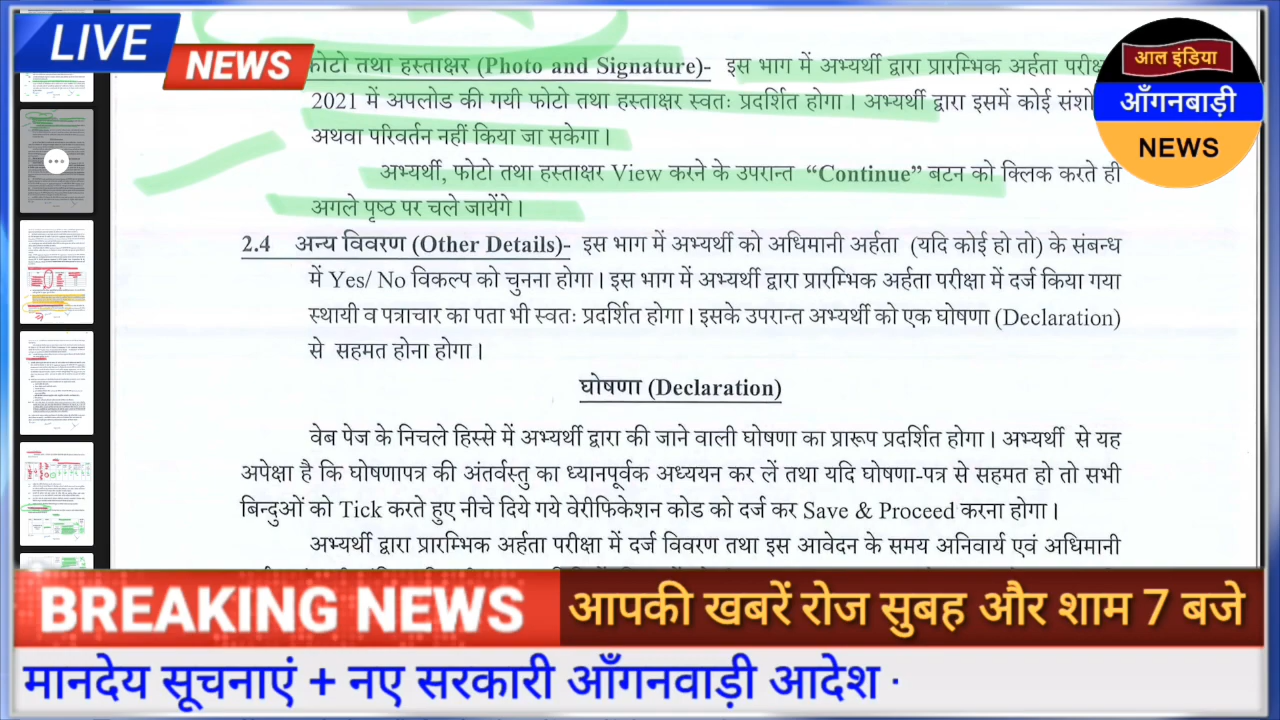 LIVE
NEWS
आल इंडिया
आँगनबाड़ी
NEWS
फोटो तथा हस्ता and Signature)- इस भाग में अभ्यर्थी द्वारा प्रारम्भिक अर्हता
2021 में अपलोड की गयी फोटो तथा हस्ताक्षर स्वतः प्रदर्शित होगा। अभ्यर्थी द्वारा इसमें कोई
अथवा परिवर्तन नहीं किया जा सकेगा।
अभ्यर्थी, फोटो तथा हस्ताक्षर View करने के उपरान्त “Continue” बटन को क्लिक करते ही
अगले पृष्ठ पर चले जायेंगे।
2.4 अन्य विवरण (Other Details)- इस भाग में अभ्यर्थी को अधिमानी अर्हता (यदि कोई हो तो) के संबन्ध
में Yes/ No विकल्प को चुनना होगा। इस भाग में अभ्यर्थी द्वारा प्रारम्भिक अर्हता परीक्षा में दर्ज किया गया
स्थायी व पत्राचार का पता भी स्वतः प्रदर्शित होगा। इसके उपरान्त अभ्यर्थी को एक घोषणा (Declaration)
से सहमत होना होगा।
घोषणा (Declaration)
वेब पेज के निचले हिस्से में अभ्यर्थी द्वारा की जाने वाली घोषणा का प्रारूप प्रदर्शित होगा। अभ्यर्थी से यह
अपेक्षा है कि घोषणापत्र की अन्तर्वस्तु का ध्यानपूर्वक अध्ययन कर लें तथा यदि घोषणा पत्र से सहमत हो तो सभी
बिन्दुओं को Tick करते हुए नीचे दिये गये वेरीफिकेशन कोड को दर्ज कर Save & Proceed करना होगा।
अभ्यर्थी द्वारा प्रारम्भिक अर्हता परीक्षा में दर्ज विवरण तथा इस आवेदन के समय अनिवार्य एवं अधिमानी
BREAKING NEWS
आपकी खबरें रोज सुबह और शाम 7 बजे
मानदेय सूचनाएं + नए सरकारी आँगनवाड़ी आदेश ·